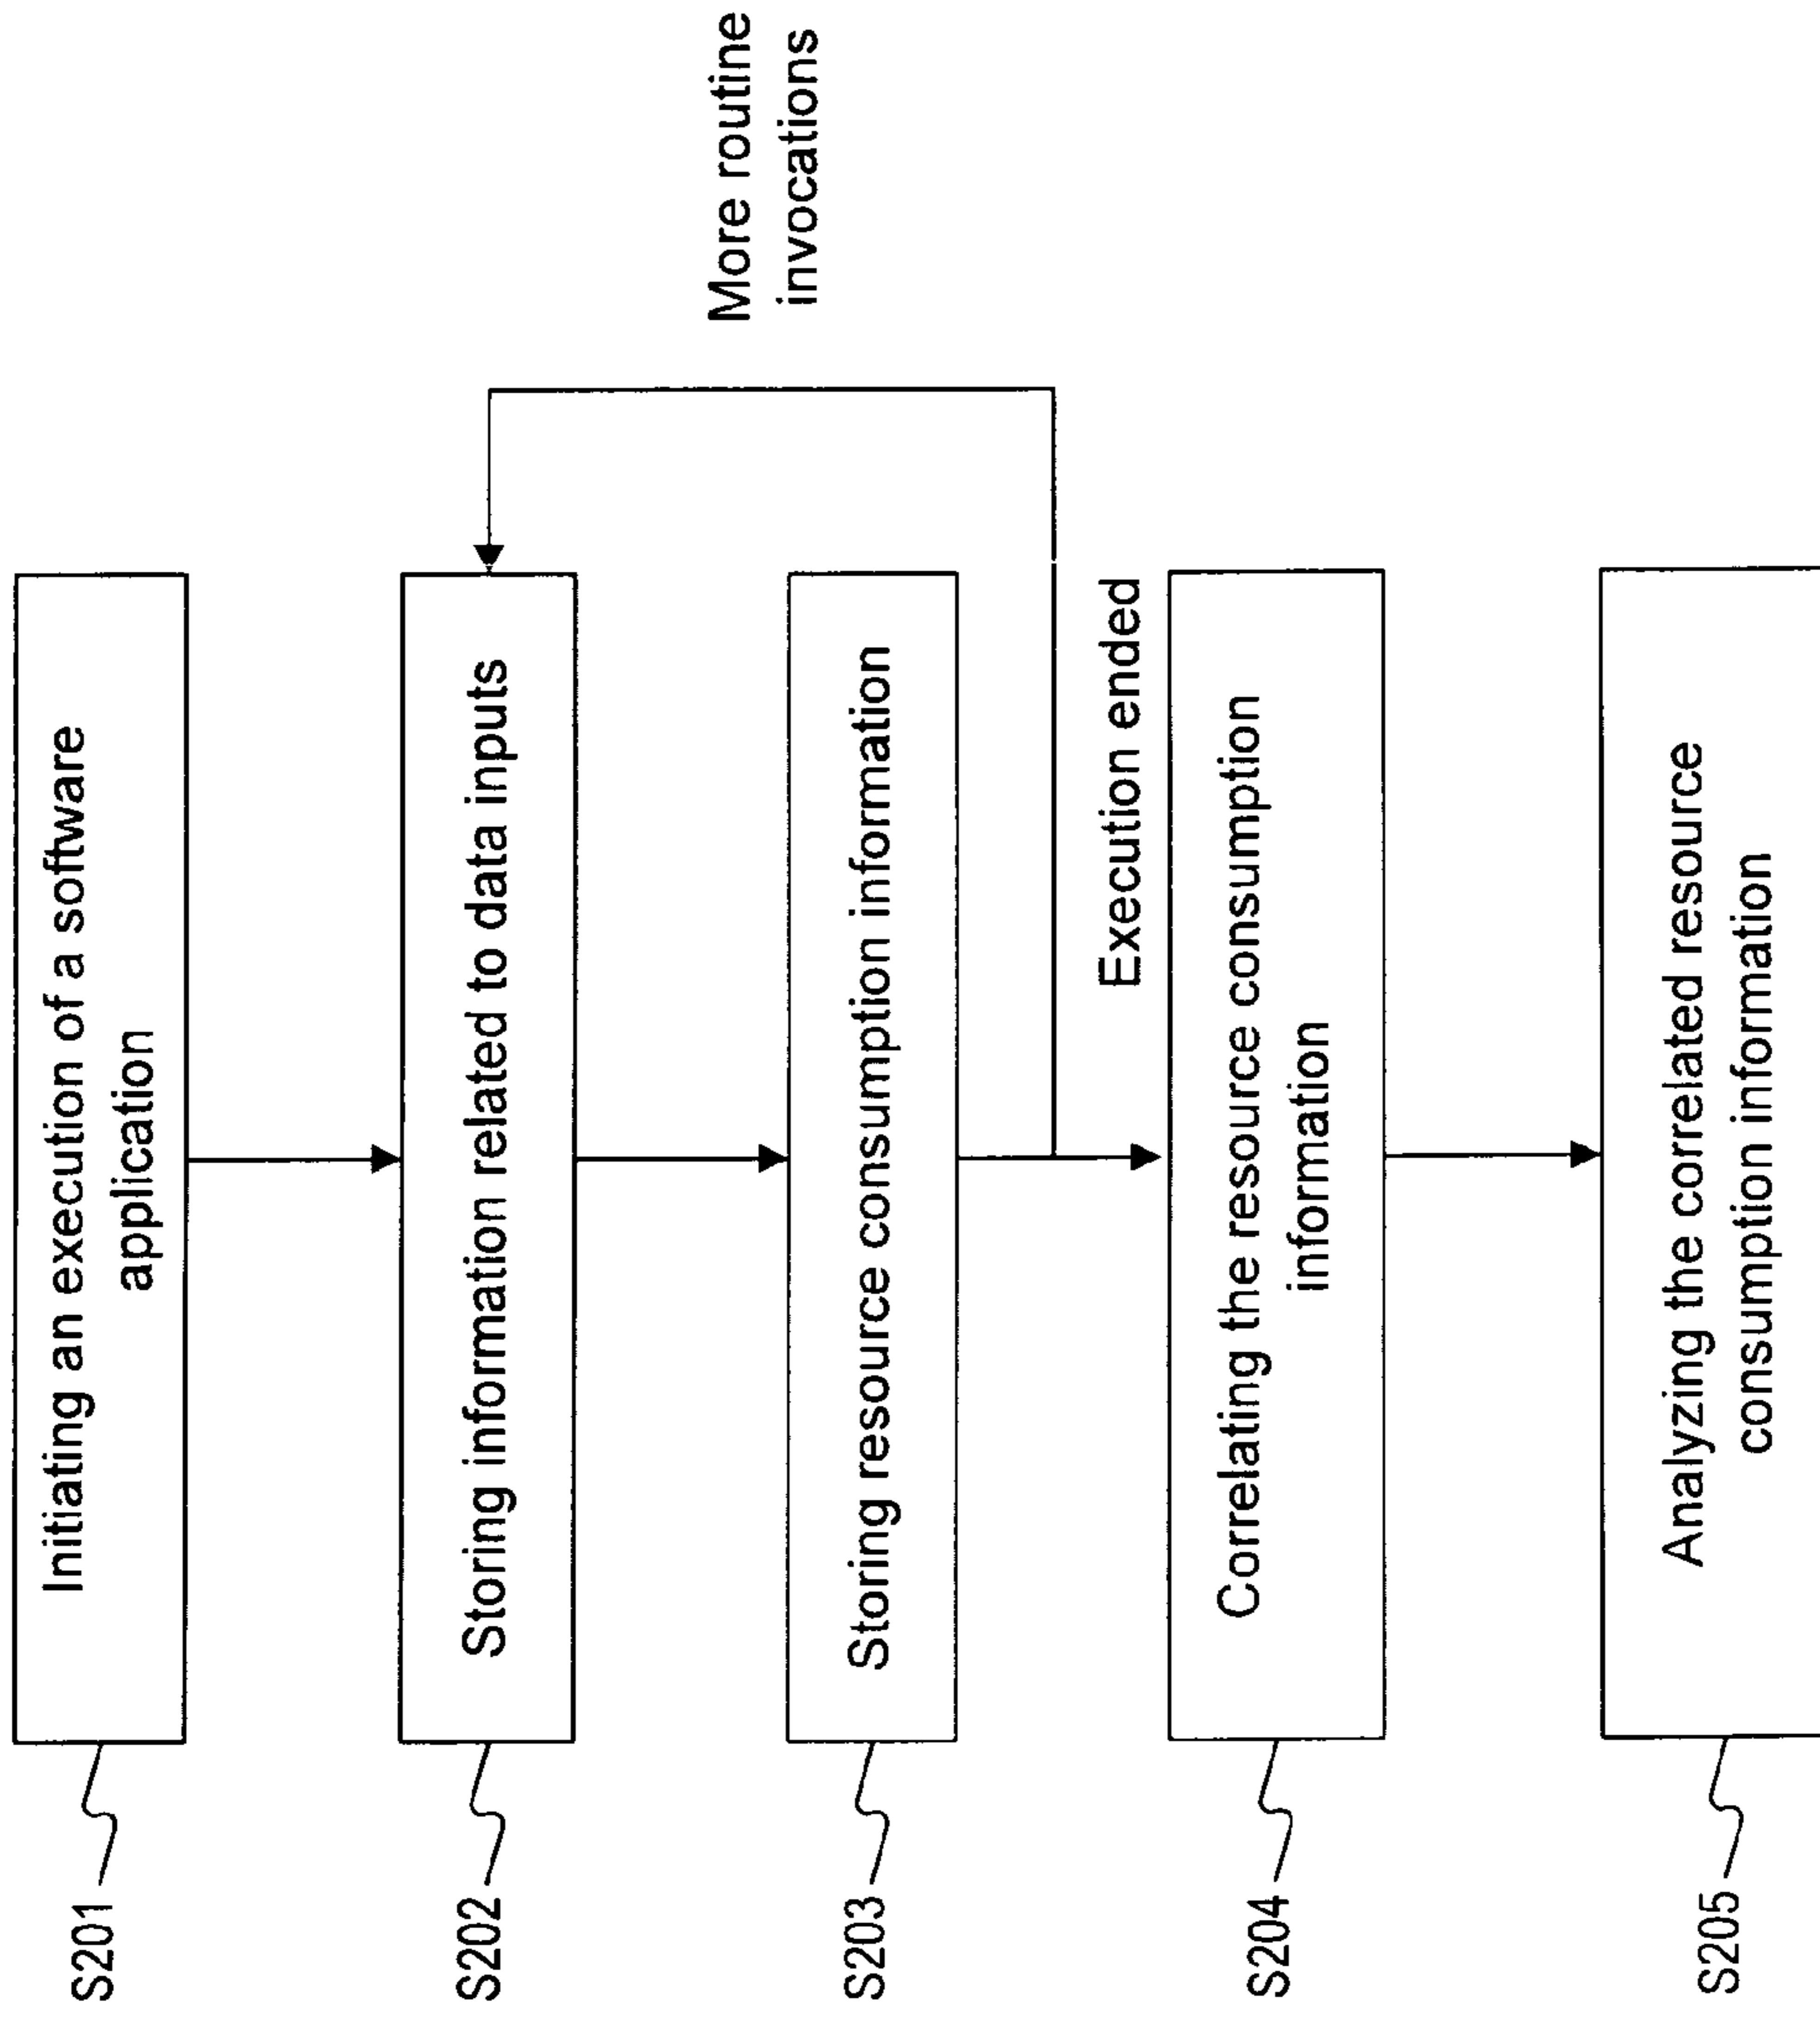 S201
Initiating an execution of a software
application
S202
Storing information related to data inputs
More routine
invocations
S203
Storing resource consumption information
Execution ended
S204
Correlating the resource consumption
information
S205
Analyzing the correlated resource
consumption information